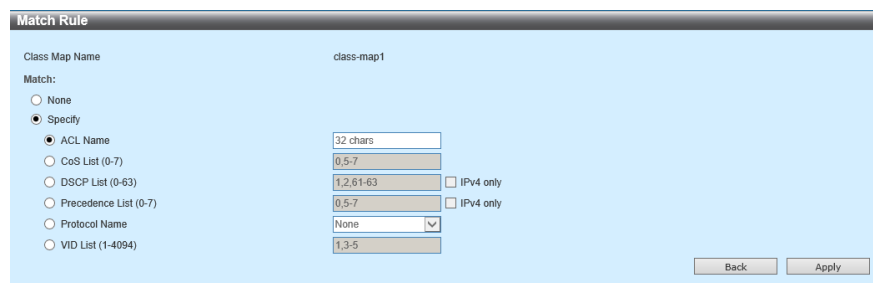 Match Rule
Class Map Name class-map1
Match:
None
Specify
ACL Name 32 chars
CoS List (0-7) 0,5-7
DSCP List (0-63) 1,2,61-63 IPv4 only
Precedence List (0-7) 0,5-7 IPv4 only
Protocol Name None
VID List (1-4094) 1,3-5
Back Apply